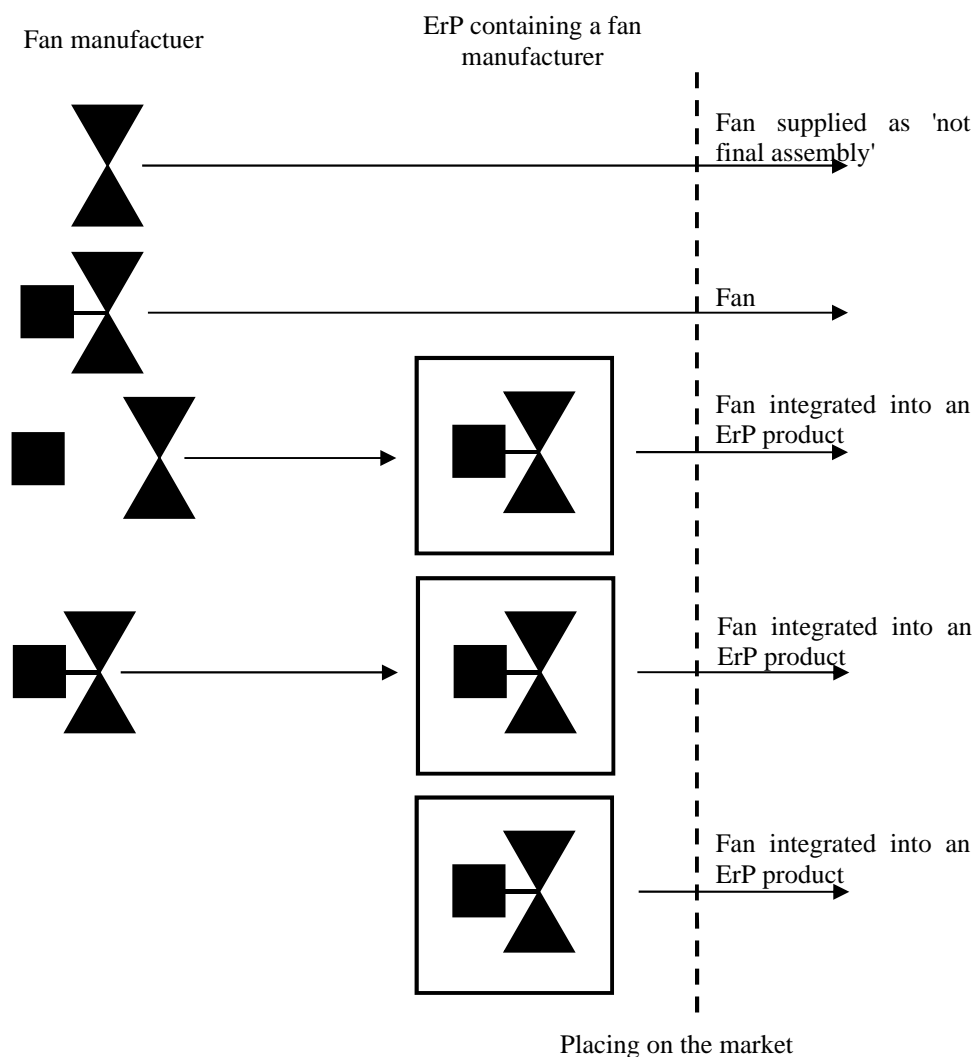 Fan manufactuer
ErP containing a fan
manufacturer
Fan supplied as 'not
final assembly'
Fan
Fan integrated into an
ErP product
Fan integrated into an
ErP product
Fan integrated into an
ErP product
Placing on the market